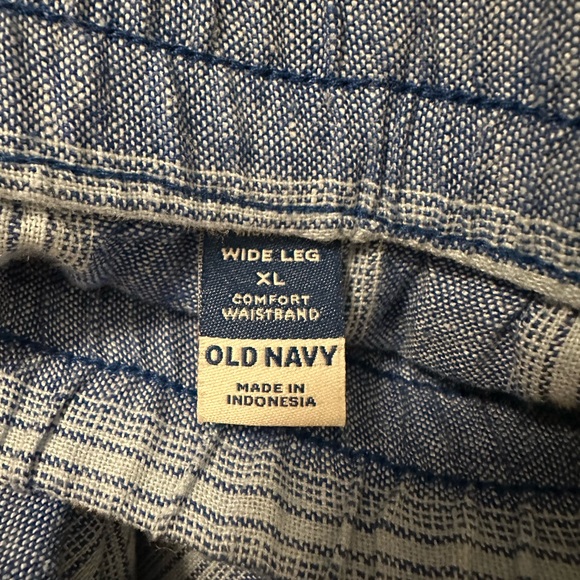 WIDE LEG
XL
COMFORT
WAISTBAND
OLD NAVY
MADE IN
INDONESIA